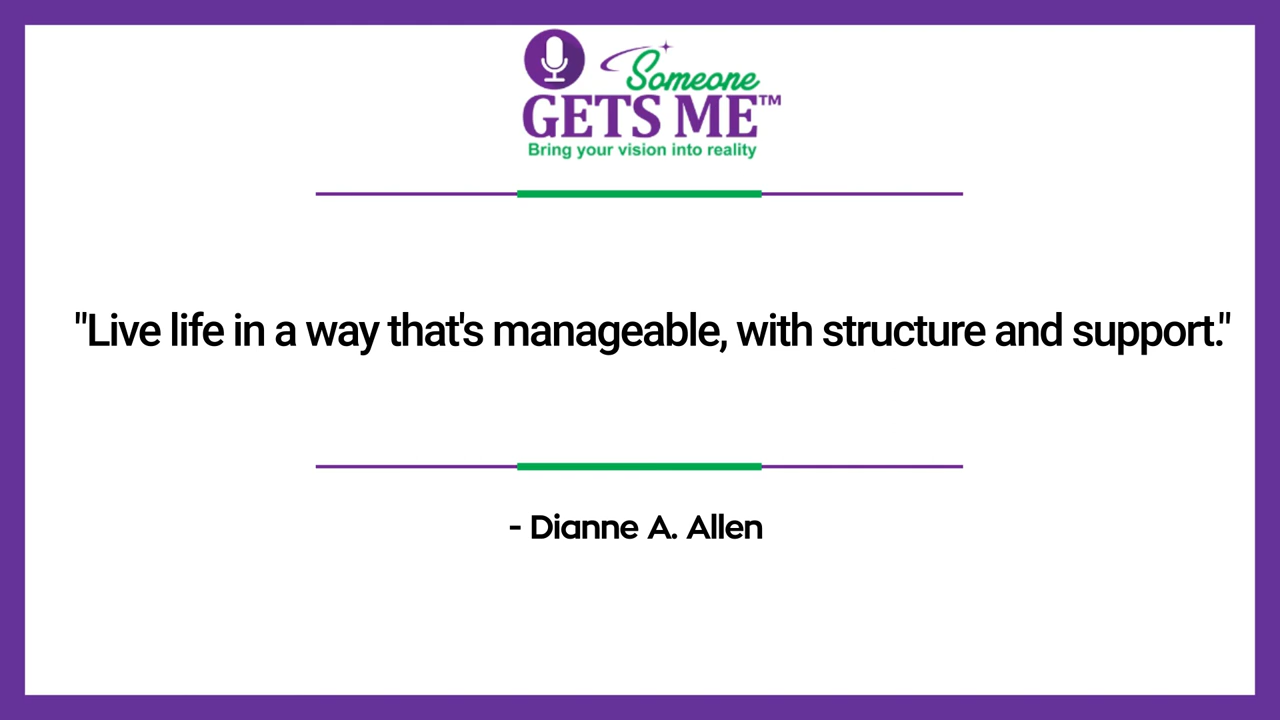 Someone
GETS ME™
Bring your vision into reality
"Live life in a way that's manageable, with structure and support."
- Dianne A. Allen